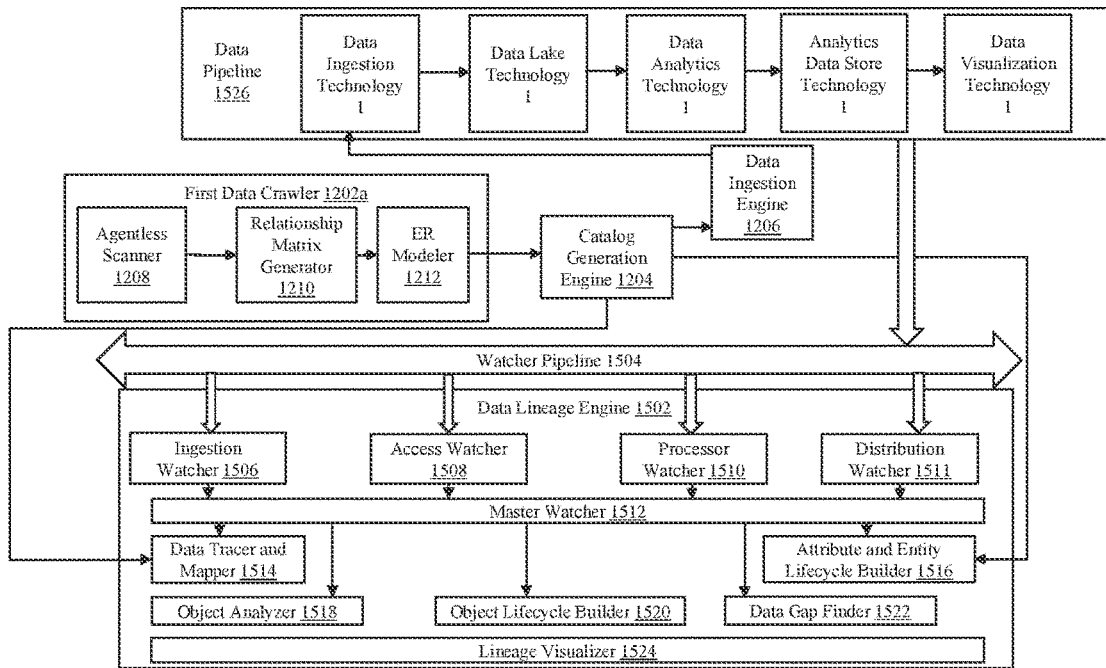 Data
Pipeline
1526
Data
Ingestion
Technology
1
Data Lake
Technology
1
Data
Analytics
Technology
1
Analytics
Data Store
Technology
1
Data
Visualization
Technology
1
First Data Crawler 1202a
Agentless
Scanner
1208
Relationship
Matrix
Generator
1210
ER
Modeler
1212
Catalog
Generation
Engine 1204
Data
Ingestion
Engine
1206
Watcher Pipeline 1504
Data Lineage Engine 1502
Ingestion
Watcher 1506
Access Watcher
1508
Processor
Watcher 1510
Distribution
Watcher 1511
Master Watcher 1512
Data Tracer and
Mapper 1514
Attribute and Entity
Lifecycle Builder 1516
Object Analyzer 1518
Object Lifecycle Builder 1520
Data Gap Finder 1522
Lineage Visualizer 1524